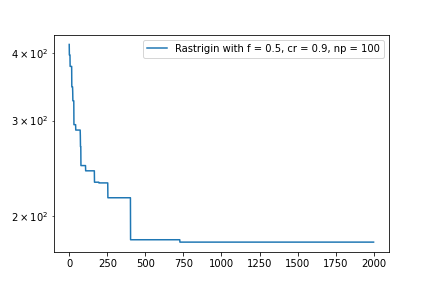 Rastrigin with f = 0.5, cr = 0.9, np = 100
4 × 10²
3 × 10²
2 × 10²
0 250 500 750 1000 1250 1500 1750 2000